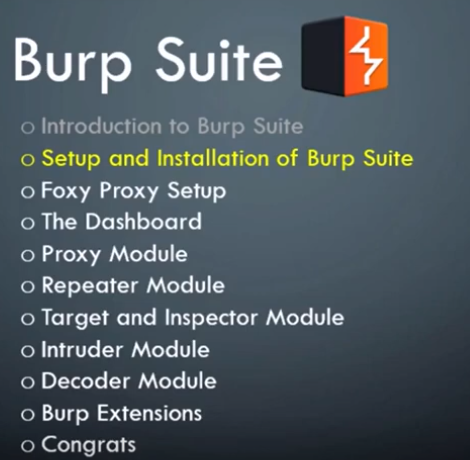 Burp Suite
○ Introduction to Burp Suite
○ Setup and Installation of Burp Suite
○ Foxy Proxy Setup
○ The Dashboard
○ Proxy Module
○ Repeater Module
○ Target and Inspector Module
○ Intruder Module
○ Decoder Module
○ Burp Extensions
○ Congrats